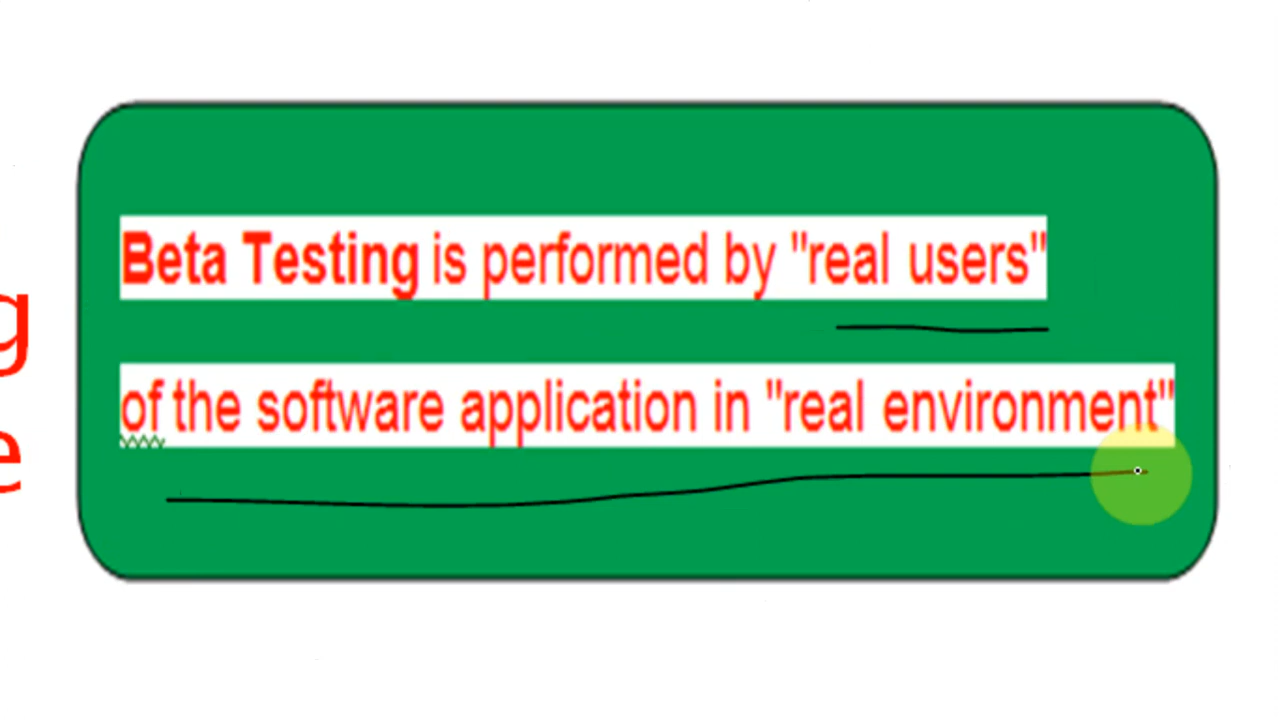 Beta Testing is performed by "real users"
of the software application in "real environment"
g
e